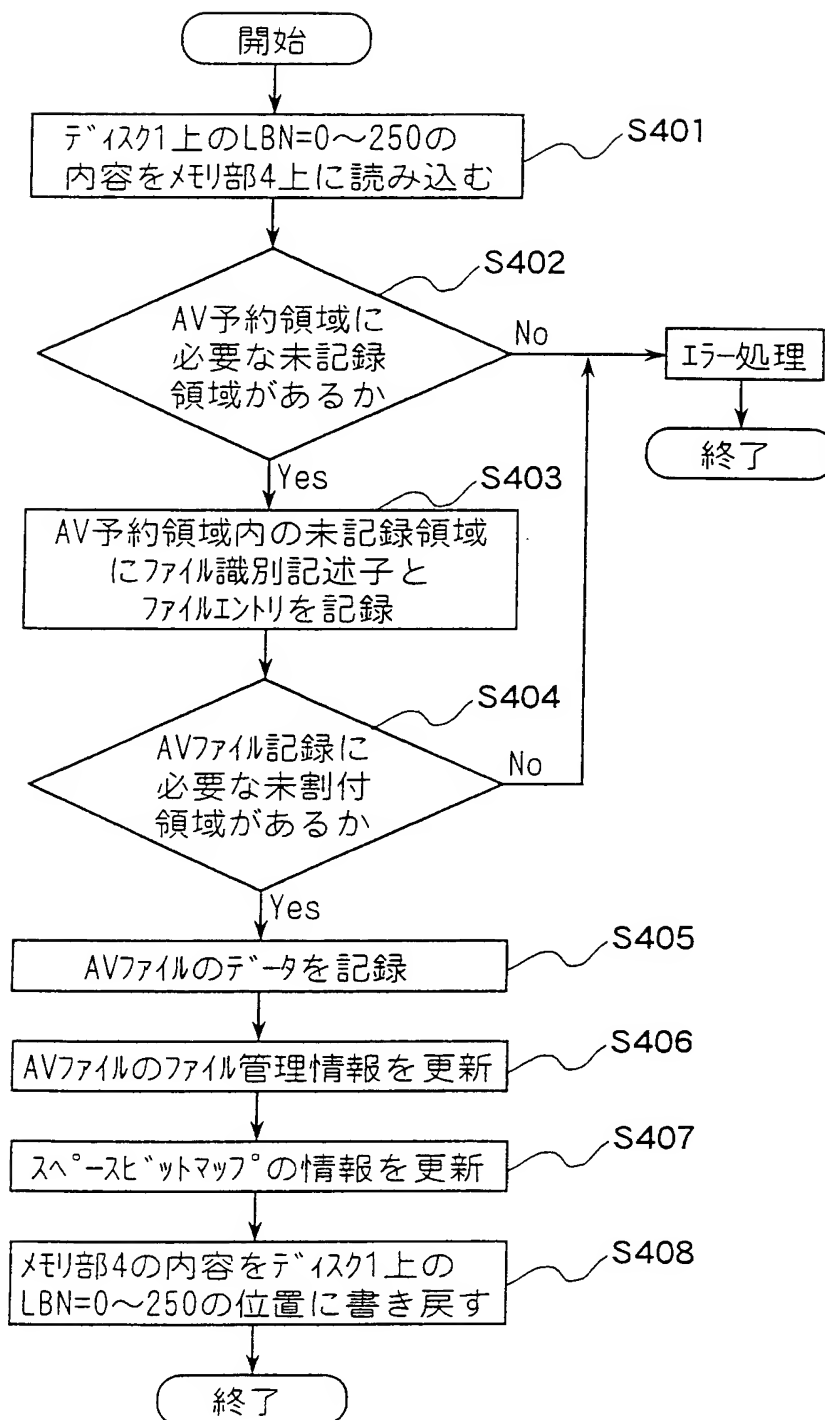 開始
ディスク1上のLBN=0～250の
内容をメモリ部4上に読み込む
S401
S402
AV予約領域に
必要な未記録
領域があるか
No
エラー処理
終了
Yes
S403
AV予約領域内の未記録領域
にファイル識別記述子と
ファイルエントリを記録
S404
AVファイル記録に
必要な未割付
領域があるか
No
Yes
S405
AVファイルのデータを記録
S406
AVファイルのファイル管理情報を更新
S407
スペースビットマップの情報を更新
S408
メモリ部4の内容をディスク1上の
LBN=0～250の位置に書き戻す
終了